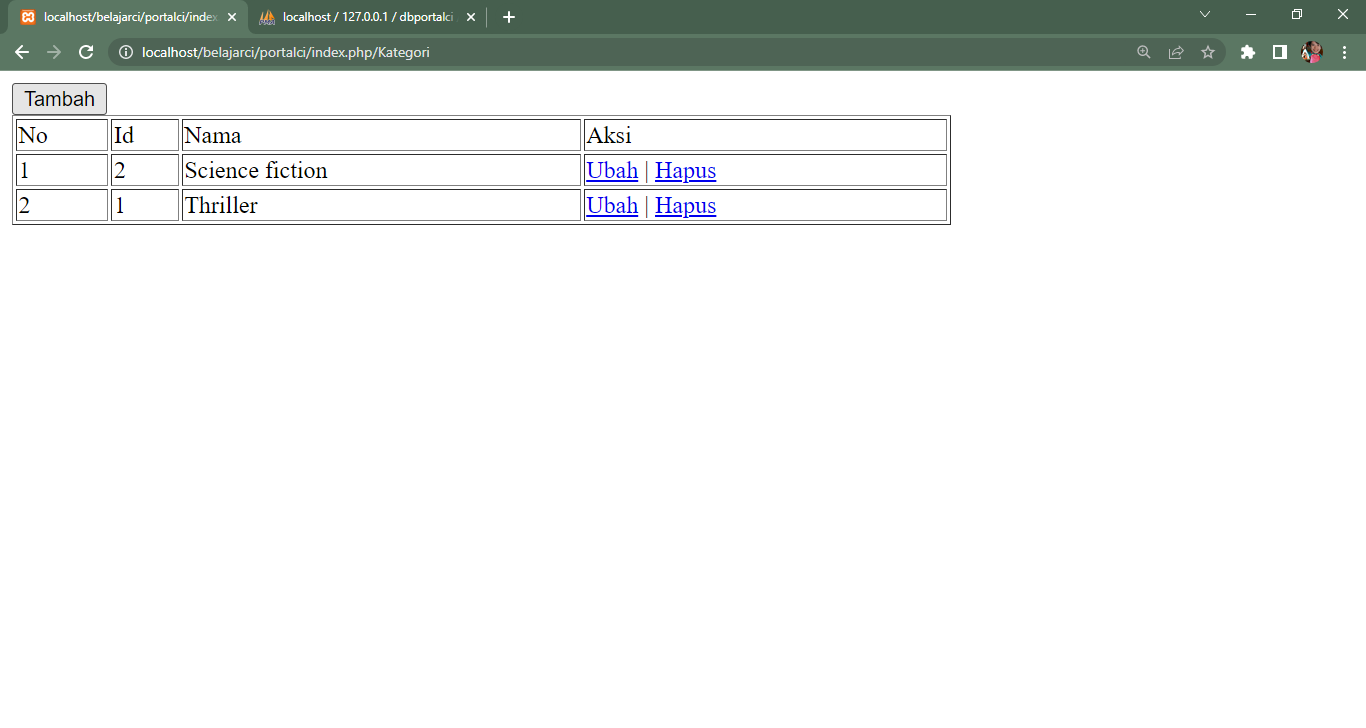 localhost/belajarci/portalci/index
localhost / 127.0.0.1 / dbportalci
localhost/belajarci/portalci/index.php/Kategori
Tambah
No Id Nama Aksi
1 2 Science fiction Ubah | Hapus
2 1 Thriller Ubah | Hapus